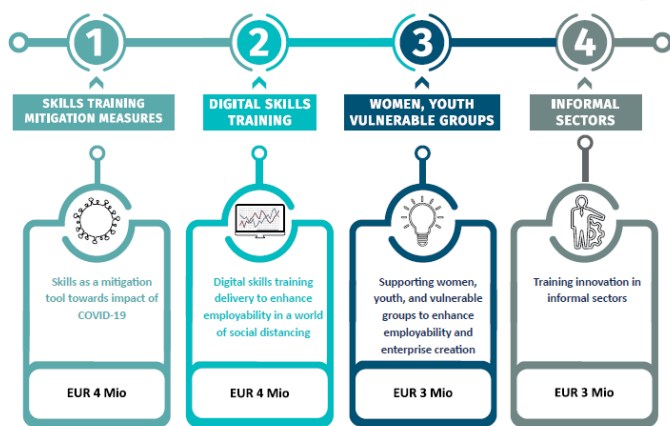 1
2
3
4
SKILLS TRAINING
MITIGATION MEASURES
DIGITAL SKILLS
TRAINING
WOMEN, YOUTH
VULNERABLE GROUPS
INFORMAL
SECTORS
Skills as a mitigation
tool towards impact of
COVID-19
Digital skills training
delivery to enhance
employability in a world
of social distancing
Supporting women,
youth, and vulnerable
groups to enhance
employability and
enterprise creation
Training innovation in
informal sectors
EUR 4 Mio
EUR 4 Mio
EUR 3 Mio
EUR 3 Mio